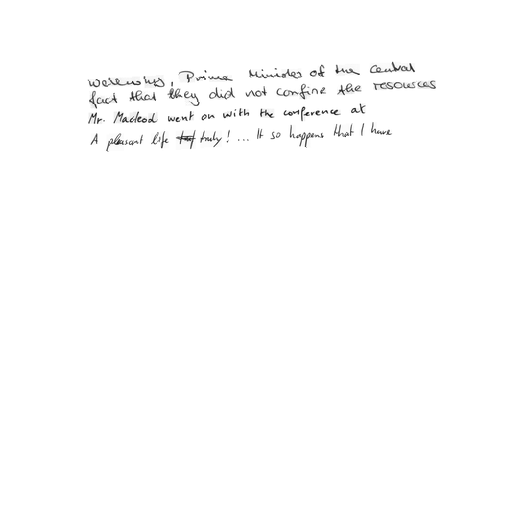 Welensky, Prime Minister of the Central
fact that they did not confine the resources
Mr. Macleod went on with the conference at
A pleasant life truly! ... It so happens that I have